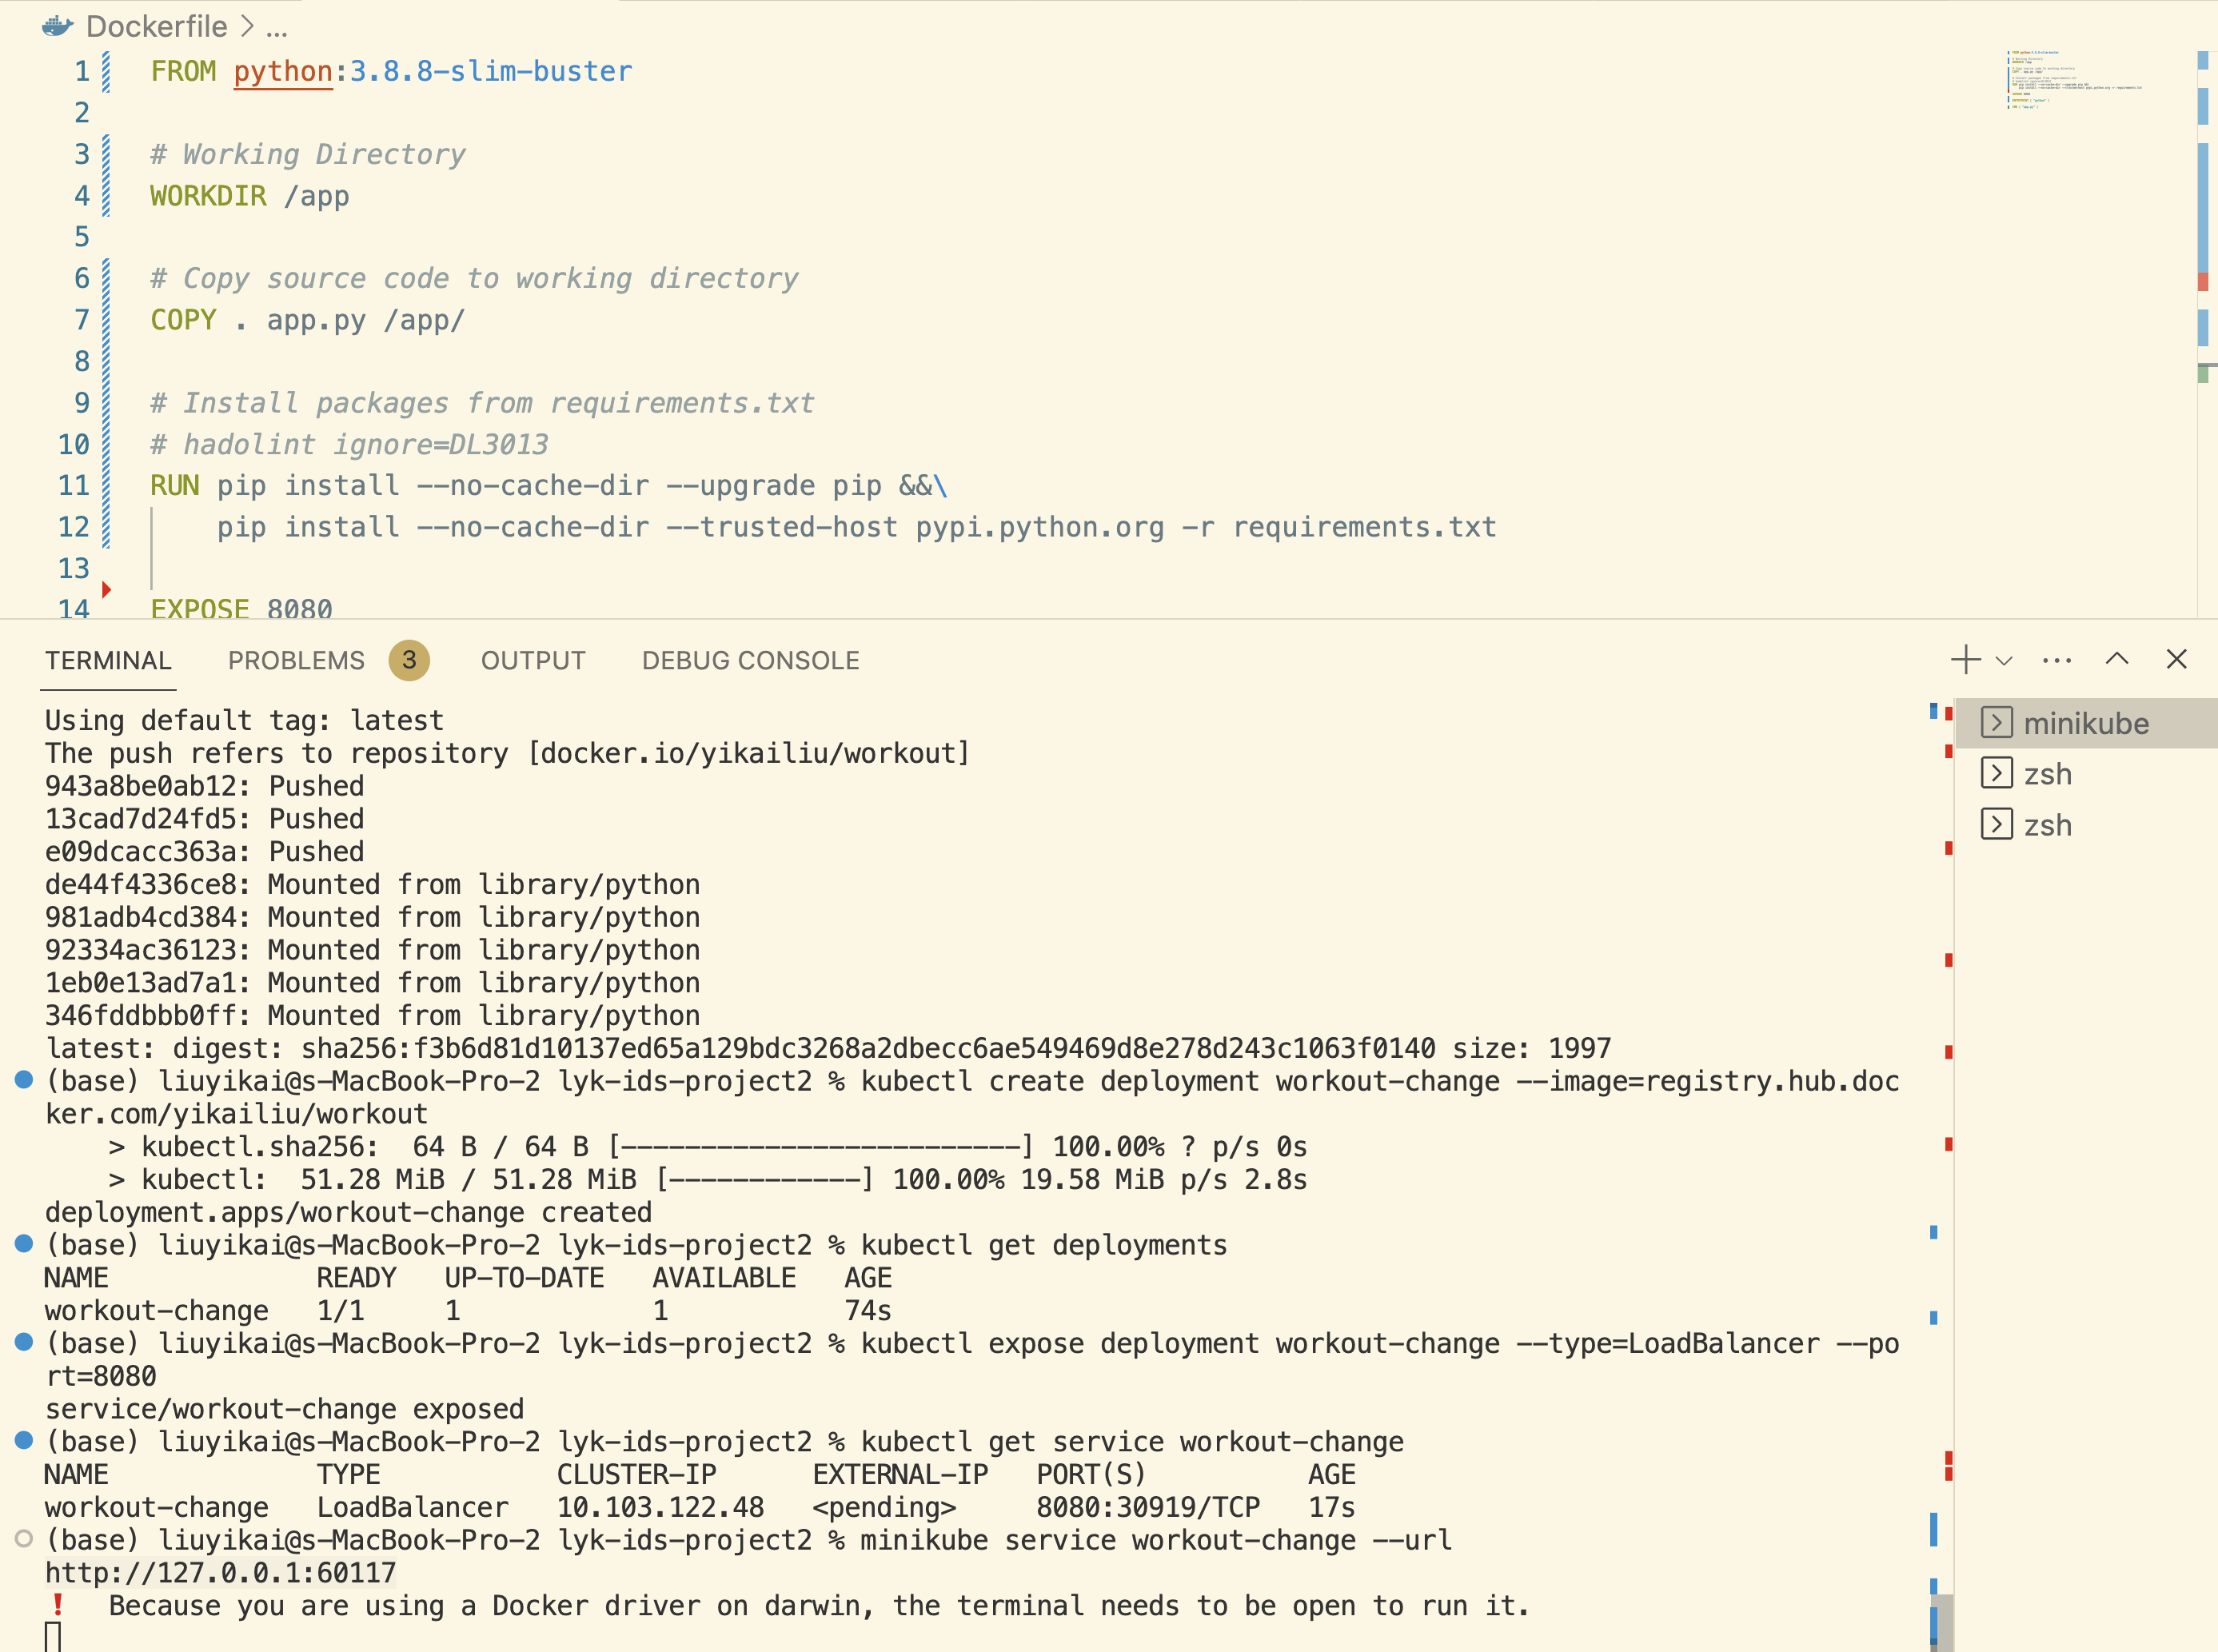 Dockerfile > ...
1 FROM python:3.8.8-slim-buster
2
3 # Working Directory
4 WORKDIR /app
5
6 # Copy source code to working directory
7 COPY . app.py /app/
8
9 # Install packages from requirements.txt
10 # hadolint ignore=DL3013
11 RUN pip install --no-cache-dir --upgrade pip &&\
12 pip install --no-cache-dir --trusted-host pypi.python.org -r requirements.txt
13
14 EXPOSE 8080
TERMINAL PROBLEMS 3 OUTPUT DEBUG CONSOLE
Using default tag: latest
The push refers to repository [docker.io/yikailiu/workout]
943a8be0ab12: Pushed
13cad7d24fd5: Pushed
e09dcacc363a: Pushed
de44f4336ce8: Mounted from library/python
981adb4cd384: Mounted from library/python
92334ac36123: Mounted from library/python
1eb0e13ad7a1: Mounted from library/python
346fddbbb0ff: Mounted from library/python
latest: digest: sha256:f3b6d81d10137ed65a129bdc3268a2dbecc6ae549469d8e278d243c1063f0140 size: 1997
(base) liuyikai@s-MacBook-Pro-2 lyk-ids-project2 % kubectl create deployment workout-change --image=registry.hub.doc
ker.com/yikailiu/workout
> kubectl.sha256: 64 B / 64 B [-------------------------] 100.00% ? p/s 0s
> kubectl: 51.28 MiB / 51.28 MiB [------------] 100.00% 19.58 MiB p/s 2.8s
deployment.apps/workout-change created
(base) liuyikai@s-MacBook-Pro-2 lyk-ids-project2 % kubectl get deployments
NAME READY UP-TO-DATE AVAILABLE AGE
workout-change 1/1 1 1 74s
(base) liuyikai@s-MacBook-Pro-2 lyk-ids-project2 % kubectl expose deployment workout-change --type=LoadBalancer --po
rt=8080
service/workout-change exposed
(base) liuyikai@s-MacBook-Pro-2 lyk-ids-project2 % kubectl get service workout-change
NAME TYPE CLUSTER-IP EXTERNAL-IP PORT(S) AGE
workout-change LoadBalancer 10.103.122.48 <pending> 8080:30919/TCP 17s
(base) liuyikai@s-MacBook-Pro-2 lyk-ids-project2 % minikube service workout-change --url
http://127.0.0.1:60117
! Because you are using a Docker driver on darwin, the terminal needs to be open to run it.
minikube
zsh
zsh